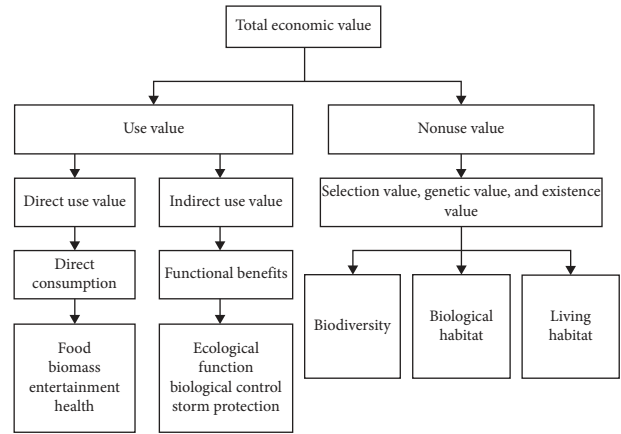 Total economic value
Use value
Nonuse value
Direct use value
Indirect use value
Selection value, genetic value, and existence
value
Direct
consumption
Functional benefits
Biodiversity
Biological
habitat
Living
habitat
Food
biomass
entertainment
health
Ecological
function
biological control
storm protection